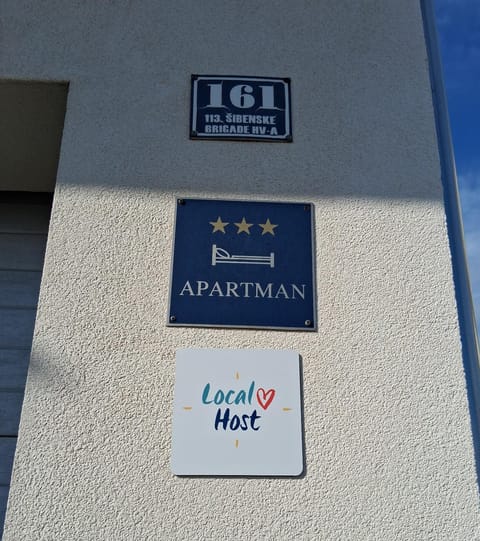 161
113. ŠIBENSKE
BRIGADE HV-A
APARTMAN
Local
Host